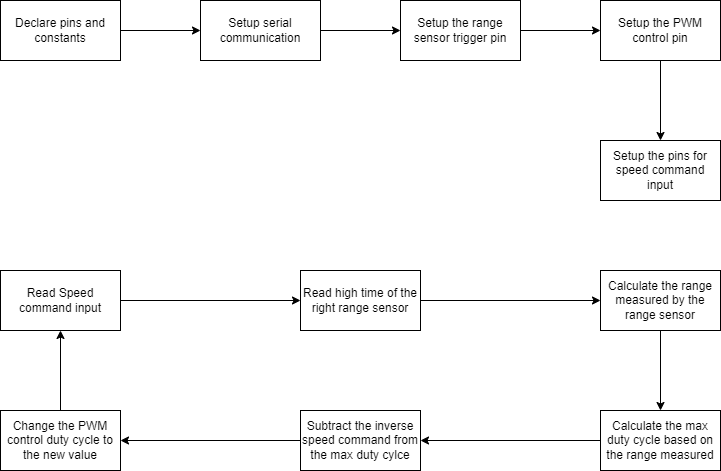 Declare pins and
constants
Setup serial
communication
Setup the range
sensor trigger pin
Setup the PWM
control pin
Setup the pins for
speed command
input
Read Speed
command input
Read high time of the
right range sensor
Calculate the range
measured by the
range sensor
Calculate the max
duty cycle based on
the range measured
Subtract the inverse
speed command from
the max duty cylce
Change the PWM
control duty cycle to
the new value